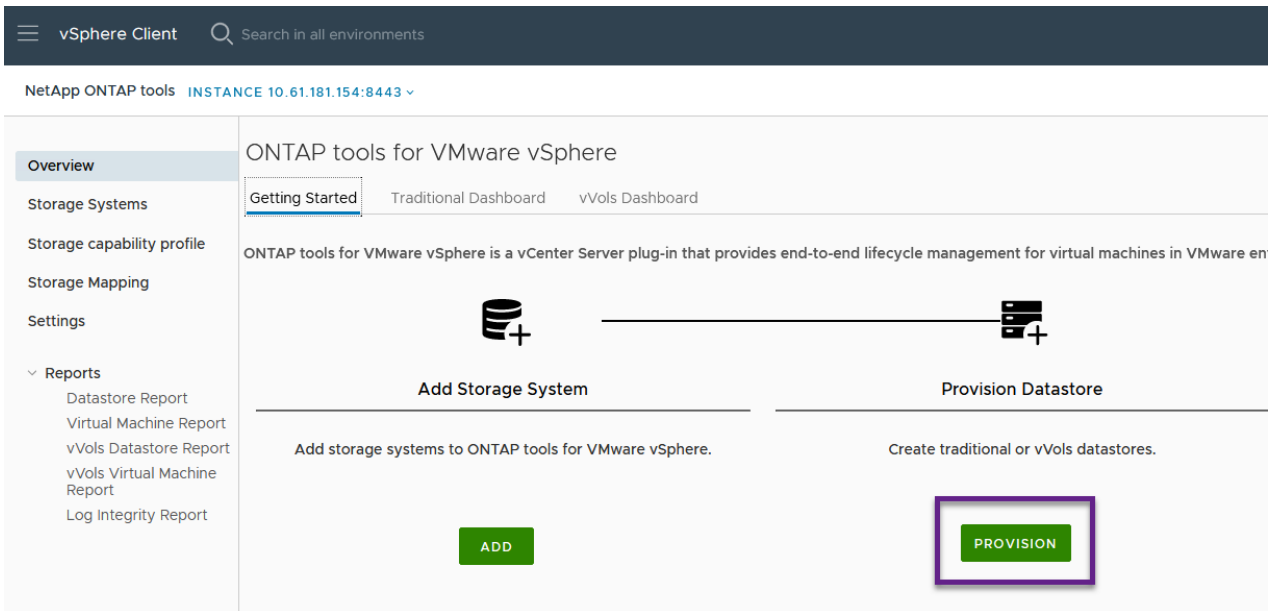 vSphere Client
Search in all environments
NetApp ONTAP tools INSTANCE 10.61.181.154:8443
Overview
Storage Systems
Storage capability profile
Storage Mapping
Settings
Reports
Datastore Report
Virtual Machine Report
vVols Datastore Report
vVols Virtual Machine
Report
Log Integrity Report
ONTAP tools for VMware vSphere
Getting Started Traditional Dashboard vVols Dashboard
ONTAP tools for VMware vSphere is a vCenter Server plug-in that provides end-to-end lifecycle management for virtual machines in VMware en
Add Storage System
Add storage systems to ONTAP tools for VMware vSphere.
ADD
Provision Datastore
Create traditional or vVols datastores.
PROVISION